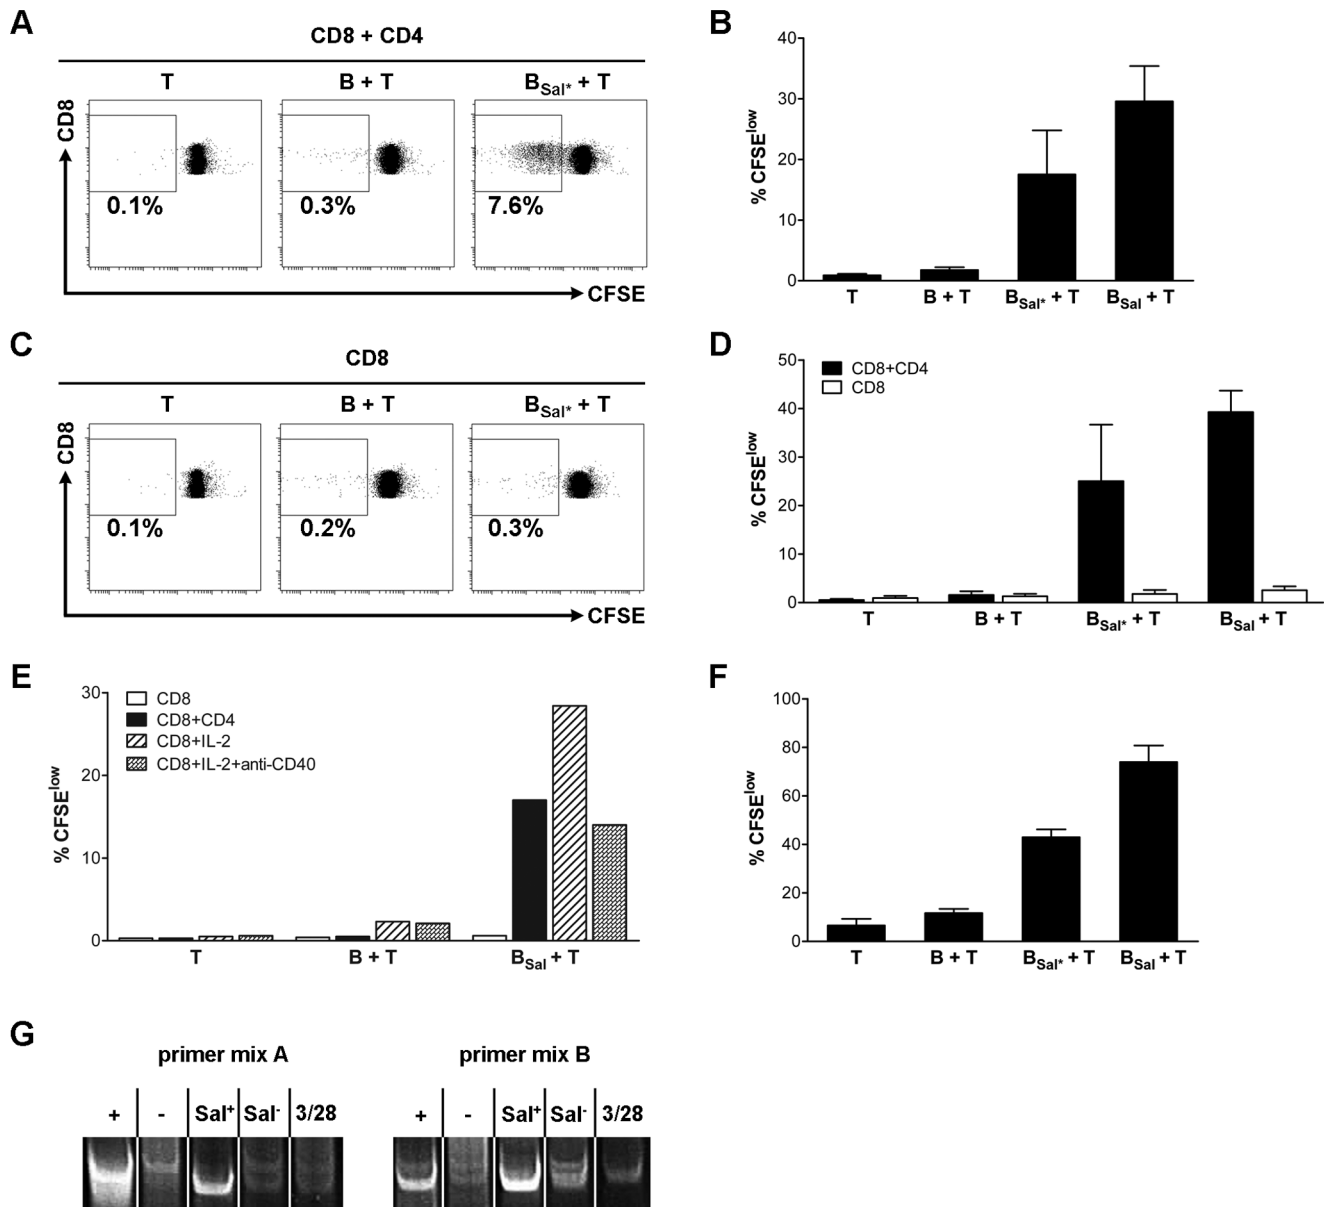 A
CD8 + CD4
T
B + T
BSal* + T
CD8
0.1%
0.3%
7.6%
CFSE
B
40
30
20
10
0
% CFSElow
T
B + T
BSal* + T
BSal + T
C
CD8
T
B + T
BSal* + T
CD8
0.1%
0.2%
0.3%
CFSE
D
50
40
30
20
10
0
% CFSElow
CD8+CD4
CD8
T
B + T
BSal* + T
BSal + T
E
30
20
10
0
% CFSElow
CD8
CD8+CD4
CD8+IL-2
CD8+IL-2+anti-CD40
T
B + T
BSal + T
F
100
80
60
40
20
0
% CFSElow
T
B + T
BSal* + T
BSal + T
G
primer mix A
+ - Sal+ Sal- 3/28
primer mix B
+ - Sal+ Sal- 3/28